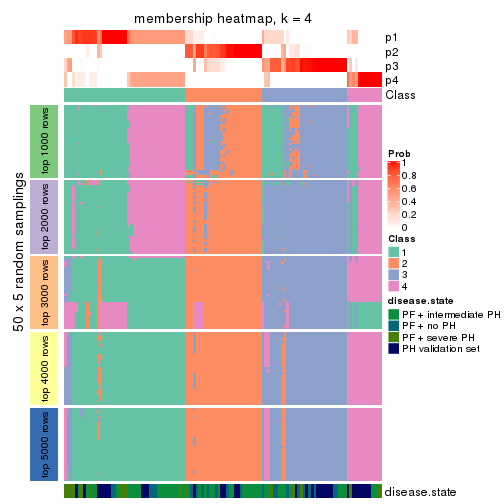 membership heatmap, k = 4
p1
p2
p3
p4
Class
50 x 5 random samplings
top 1000 rows
top 2000 rows
top 3000 rows
top 4000 rows
top 5000 rows
Prob
1
0.8
0.6
0.4
0.2
0
Class
1
2
3
4
disease.state
PF + intermediate PH
PF + no PH
PF + severe PH
PH validation set
disease.state